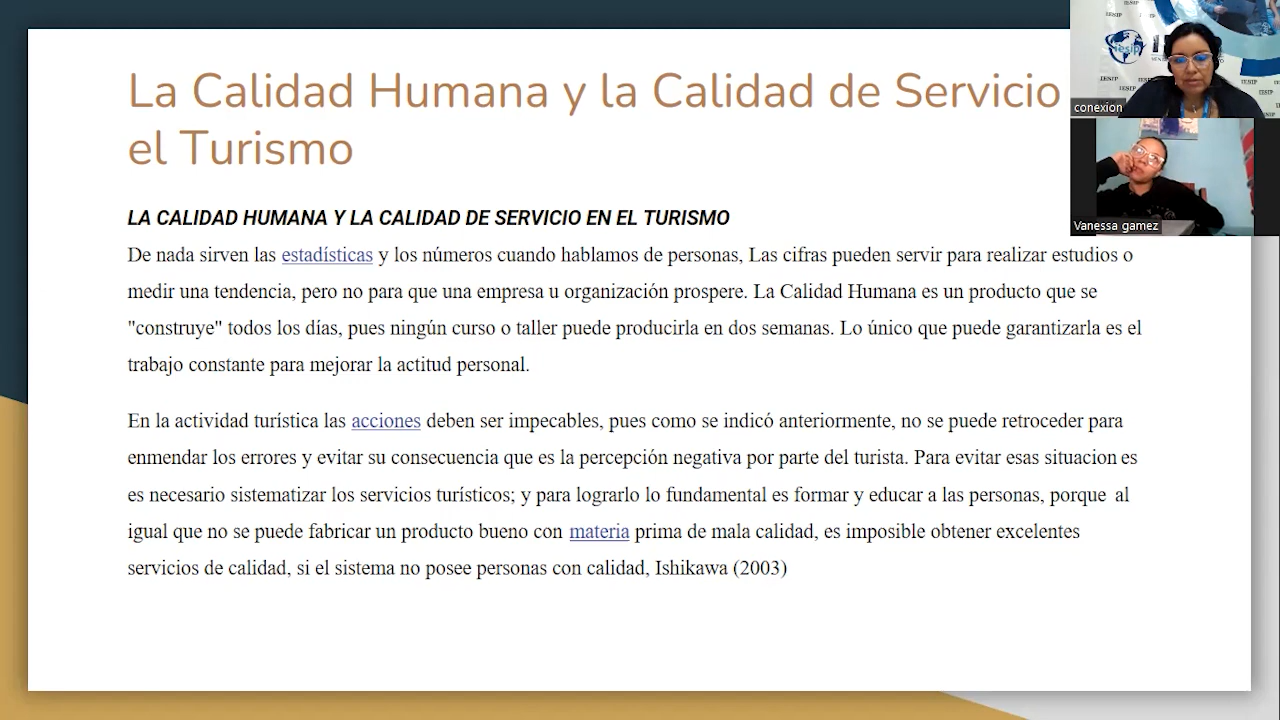 La Calidad Humana y la Calidad de Servicio
el Turismo
LA CALIDAD HUMANA Y LA CALIDAD DE SERVICIO EN EL TURISMO
De nada sirven las estadísticas y los números cuando hablamos de personas, Las cifras pueden servir para realizar estudios o
medir una tendencia, pero no para que una empresa u organización prospere. La Calidad Humana es un producto que se
"construye" todos los días, pues ningún curso o taller puede producirla en dos semanas. Lo único que puede garantizarla es el
trabajo constante para mejorar la actitud personal.
En la actividad turística las acciones deben ser impecables, pues como se indicó anteriormente, no se puede retroceder para
enmendar los errores y evitar su consecuencia que es la percepción negativa por parte del turista. Para evitar esas situaciones
es necesario sistematizar los servicios turísticos; y para lograrlo lo fundamental es formar y educar a las personas, porque al
igual que no se puede fabricar un producto bueno con materia prima de mala calidad, es imposible obtener excelentes
servicios de calidad, si el sistema no posee personas con calidad, Ishikawa (2003)
IESIP
IESIP
iesip
IESIP
IESIP
IESIP
conexion
Vanessa gamez